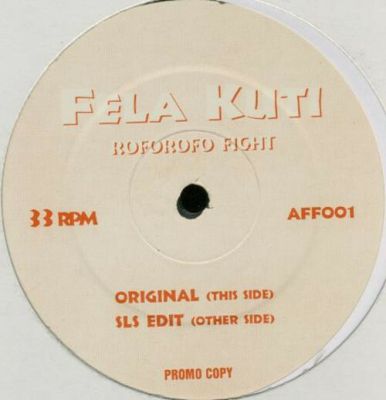 FELA KUTI
ROFOROFO FIGHT
33 RPM
AFF001
ORIGINAL (THIS SIDE)
SLS EDIT (OTHER SIDE)
PROMO COPY